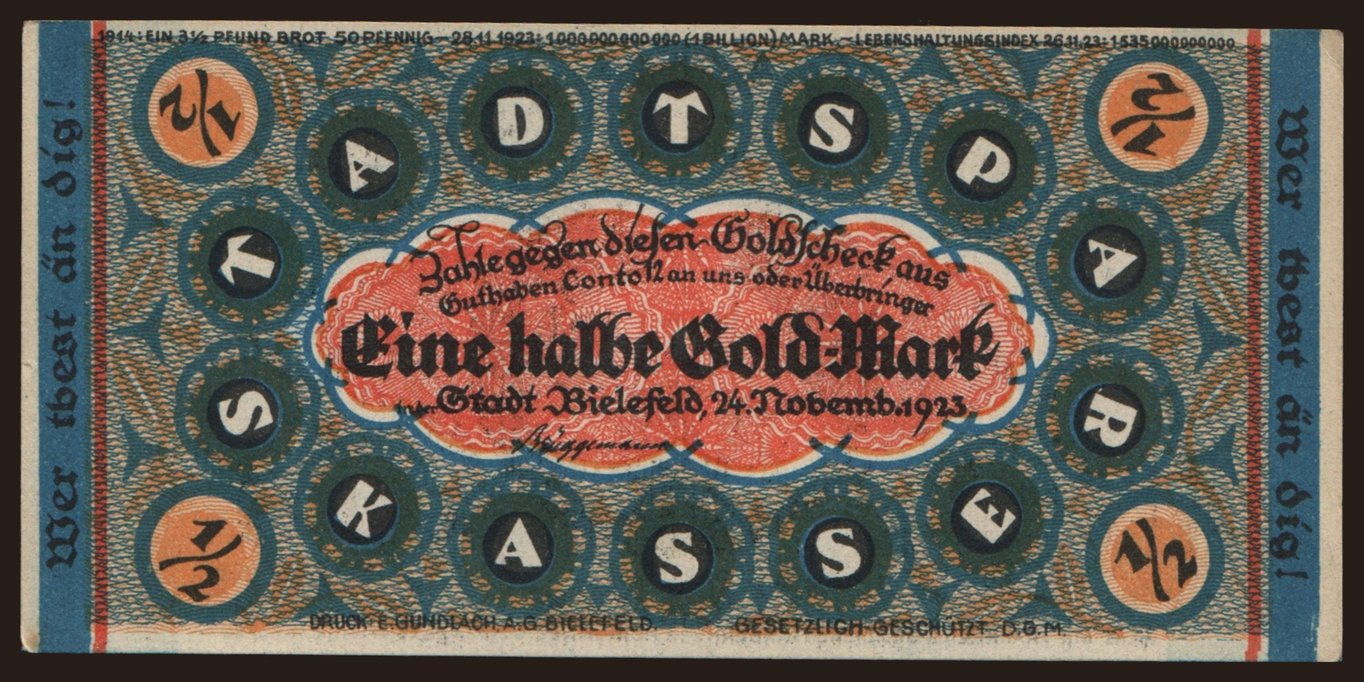 1914: EIN 3½ PFUND BROT 50 PFENNIG — 28.11.1923: 1000000000000 (1 BILLION) MARK. — LEBENSHALTUNGSINDEX 26.11.23: 1535000000000
1/2
1/2
STADTSPARKASSE
Wer tbest än dig!
Wer tbest än dig!
Zahle gegen diesen Goldscheck aus
Guthaben Conto 12 an uns oder Überbringer
Eine halbe Gold-Mark
Stadt Bielefeld, 24. Novemb. 1923
Brüggemann
1/2
1/2
DRUCK: E. GUNDLACH. A.G. BIELEFELD.
GESETZLICH GESCHÜTZT D.G.M.